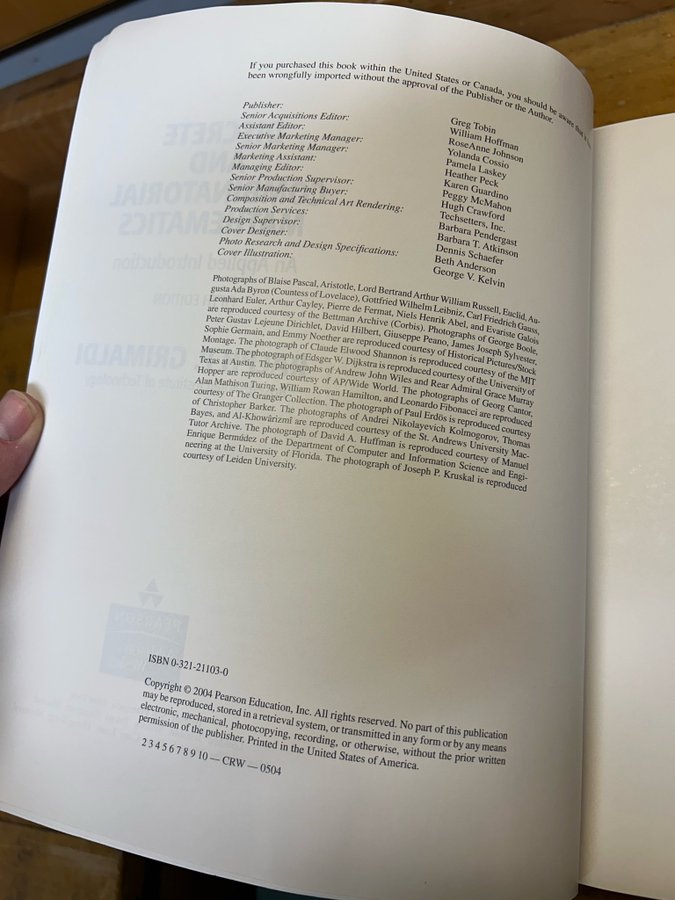 If you purchased this book within the United States or Canada, you should be aware that it has
been wrongfully imported without the approval of the Publisher or the Author.
Publisher: Greg Tobin
Senior Acquisitions Editor: William Hoffman
Assistant Editor: RoseAnne Johnson
Executive Marketing Manager: Yolanda Cossio
Senior Marketing Manager: Pamela Laskey
Marketing Assistant: Heather Peck
Managing Editor: Karen Guardino
Senior Production Supervisor: Peggy McMahon
Senior Manufacturing Buyer: Hugh Crawford
Composition and Technical Art Rendering: Techsetters, Inc.
Production Services: Barbara Pendergast
Design Supervisor: Barbara T. Atkinson
Cover Designer: Dennis Schaefer
Photo Research and Design Specifications: Beth Anderson
Cover Illustration: George V. Kelvin
Photographs of Blaise Pascal, Aristotle, Lord Bertrand Arthur William Russell, Euclid, Au-
gusta Ada Byron (Countess of Lovelace), Gottfried Wilhelm Leibniz, Carl Friedrich Gauss,
Leonhard Euler, Arthur Cayley, Pierre de Fermat, Niels Henrik Abel, and Evariste Galois
are reproduced courtesy of the Bettman Archive (Corbis). Photographs of George Boole,
Peter Gustav Lejeune Dirichlet, David Hilbert, Giuseppe Peano, James Joseph Sylvester,
Sophie Germain, and Emmy Noether are reproduced courtesy of Historical Pictures/Stock
Montage. The photograph of Claude Elwood Shannon is reproduced courtesy of the MIT
Museum. The photograph of Edsger W. Dijkstra is reproduced courtesy of the University of
Texas at Austin. The photographs of Andrew John Wiles and Rear Admiral Grace Murray
Hopper are reproduced courtesy of AP/Wide World. The photographs of Georg Cantor,
Alan Mathison Turing, William Rowan Hamilton, and Leonardo Fibonacci are reproduced
courtesy of The Granger Collection. The photograph of Paul Erdös is reproduced courtesy
of Christopher Barker. The photographs of Andrei Nikolayevich Kolmogorov, Thomas
Bayes, and Al-Khowârizmî are reproduced courtesy of the St. Andrews University Mac-
Tutor Archive. The photograph of David A. Huffman is reproduced courtesy of Manuel
Enrique Bermúdez of the Department of Computer and Information Science and Engi-
neering at the University of Florida. The photograph of Joseph P. Kruskal is reproduced
courtesy of Leiden University.
ISBN 0-321-21103-0
Copyright © 2004 Pearson Education, Inc. All rights reserved. No part of this publication
may be reproduced, stored in a retrieval system, or transmitted in any form or by any means
electronic, mechanical, photocopying, recording, or otherwise, without the prior written
permission of the publisher. Printed in the United States of America.
2 3 4 5 6 7 8 9 10 — CRW — 0504